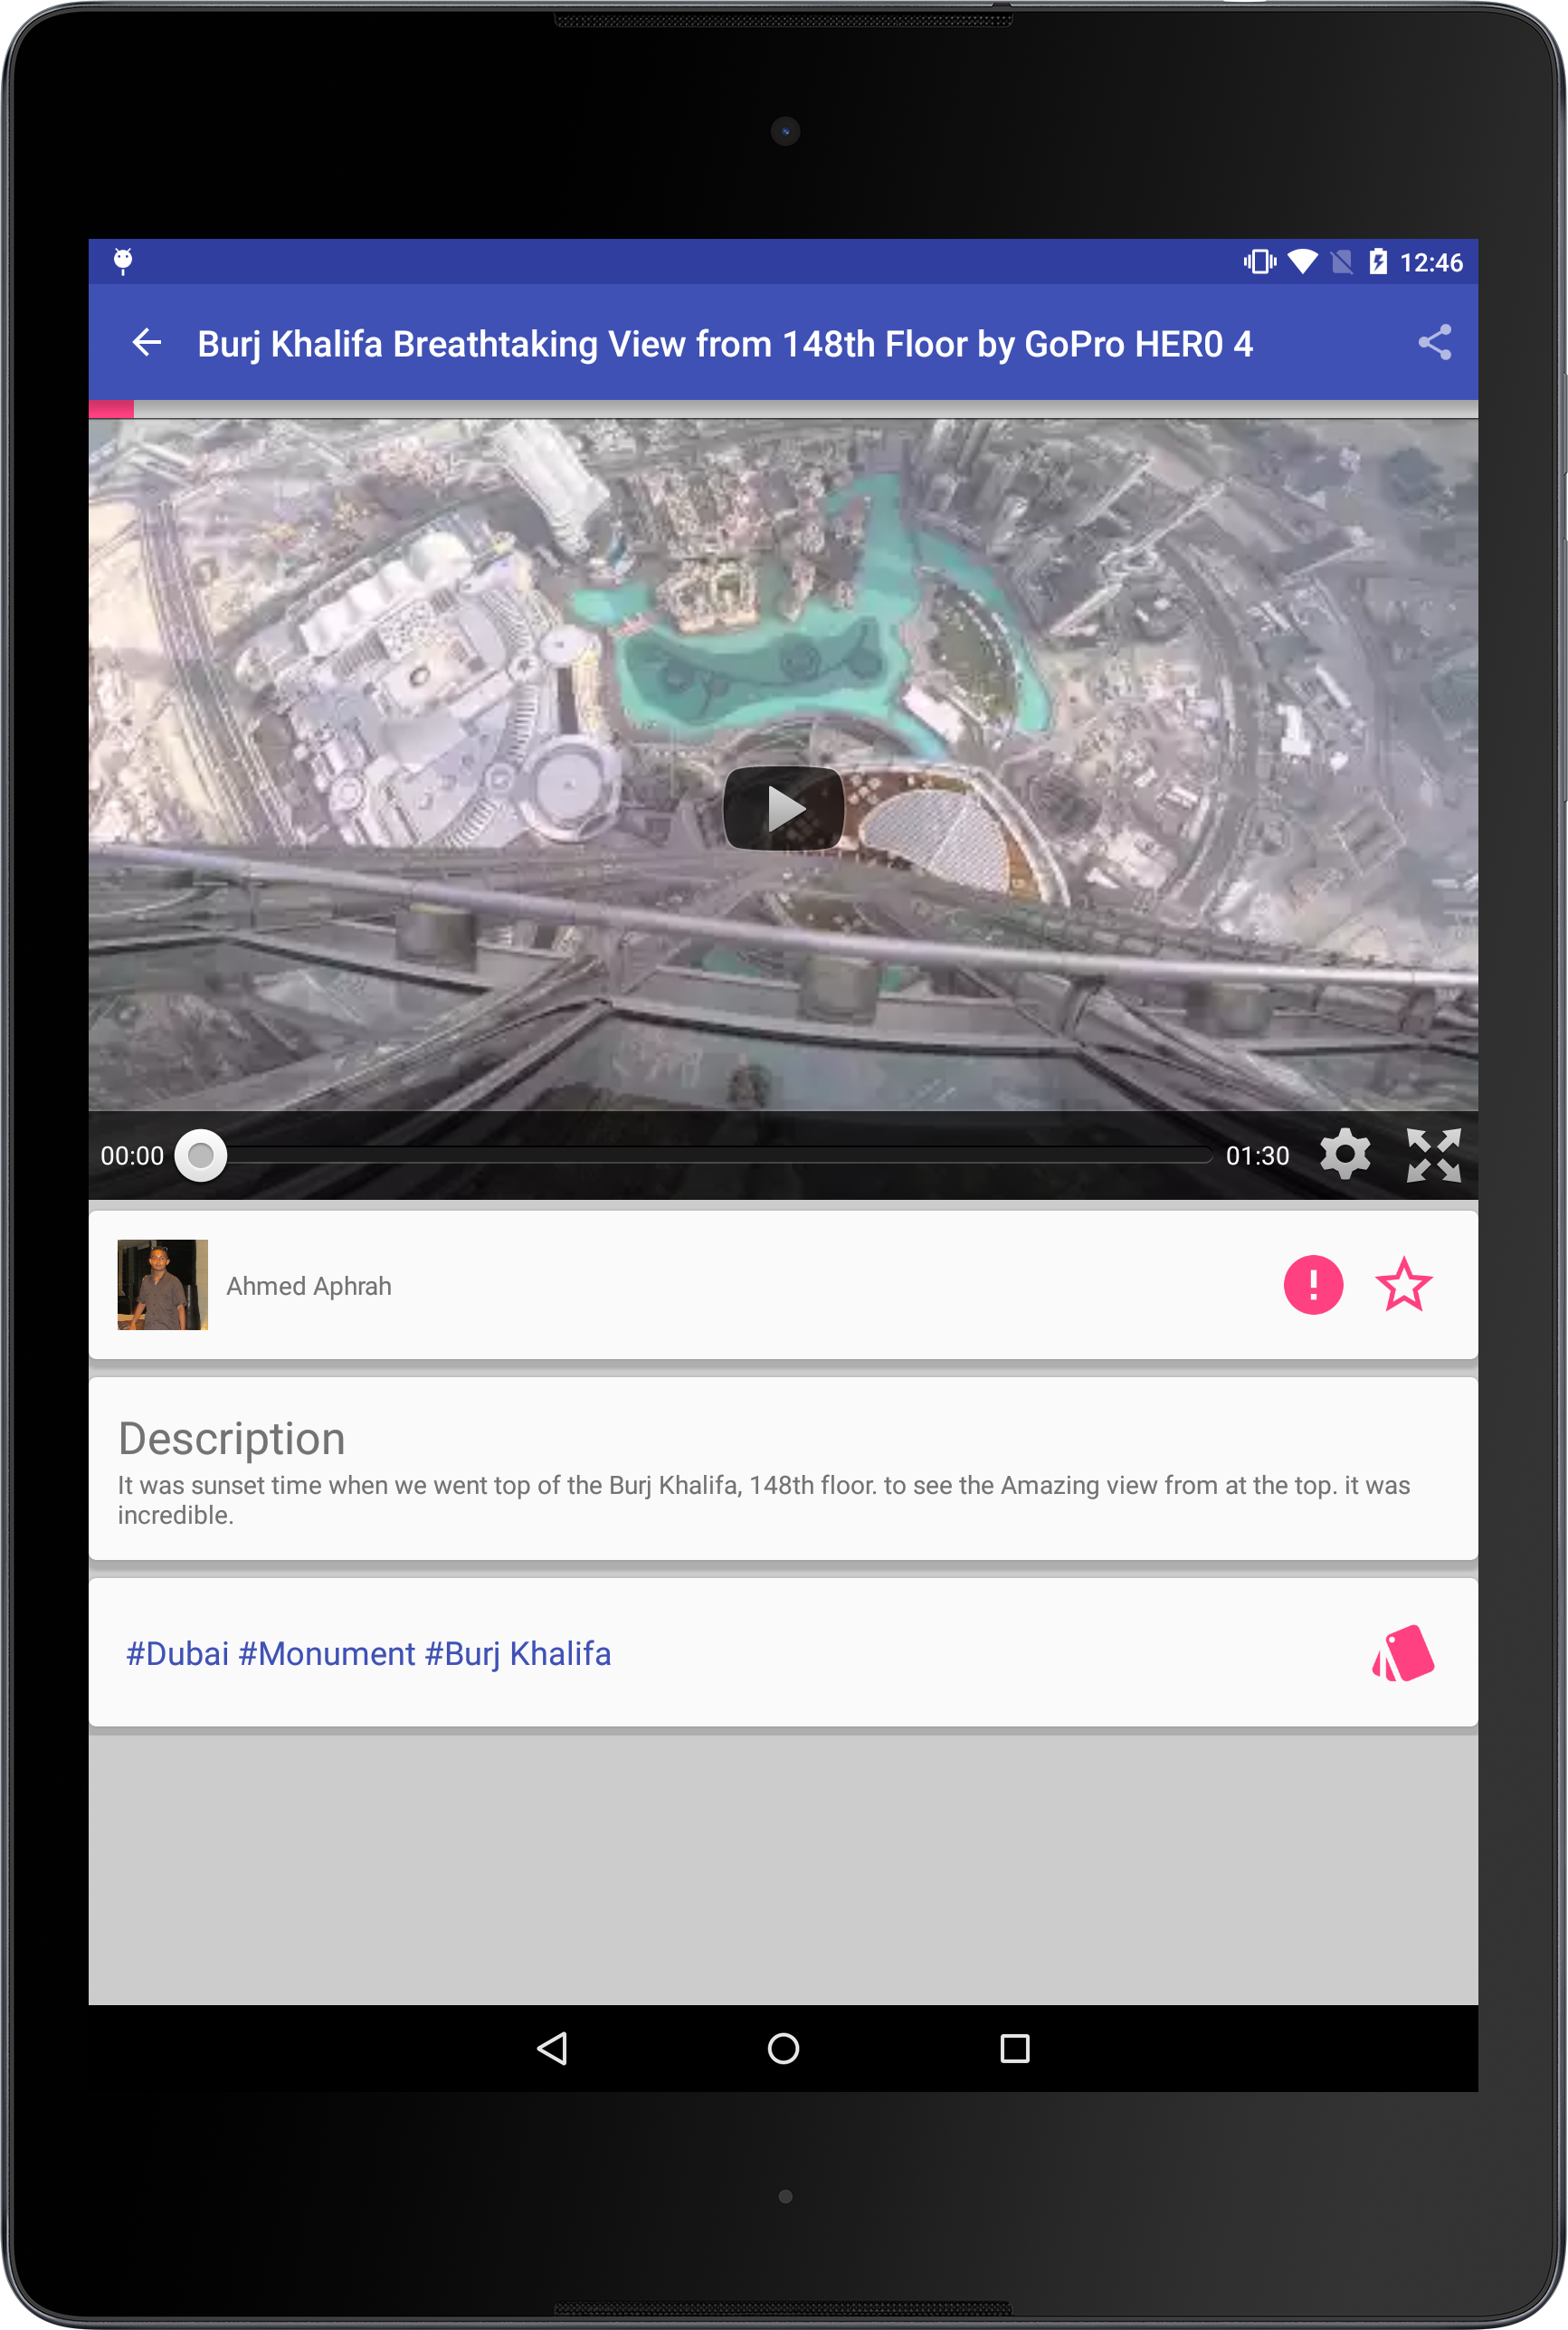 12:46
Burj Khalifa Breathtaking View from 148th Floor by GoPro HER0 4
00:00
01:30
Ahmed Aphrah
Description
It was sunset time when we went top of the Burj Khalifa, 148th floor. to see the Amazing view from at the top. it was
incredible.
#Dubai #Monument #Burj Khalifa